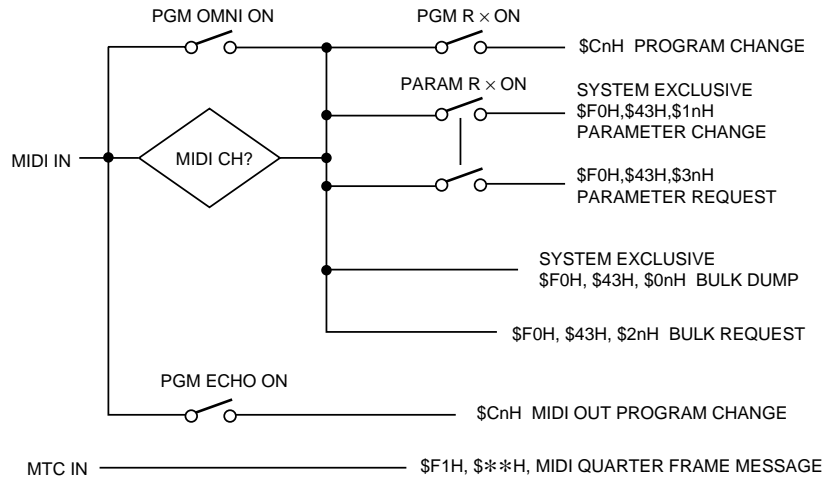 PGM OMNI ON
PGM R × ON
$CnH PROGRAM CHANGE
PARAM R × ON
SYSTEM EXCLUSIVE
$F0H,$43H,$1nH
PARAMETER CHANGE
MIDI IN
MIDI CH?
$F0H,$43H,$3nH
PARAMETER REQUEST
SYSTEM EXCLUSIVE
$F0H, $43H, $0nH BULK DUMP
$F0H, $43H, $2nH BULK REQUEST
PGM ECHO ON
$CnH MIDI OUT PROGRAM CHANGE
MTC IN
$F1H, $**H, MIDI QUARTER FRAME MESSAGE